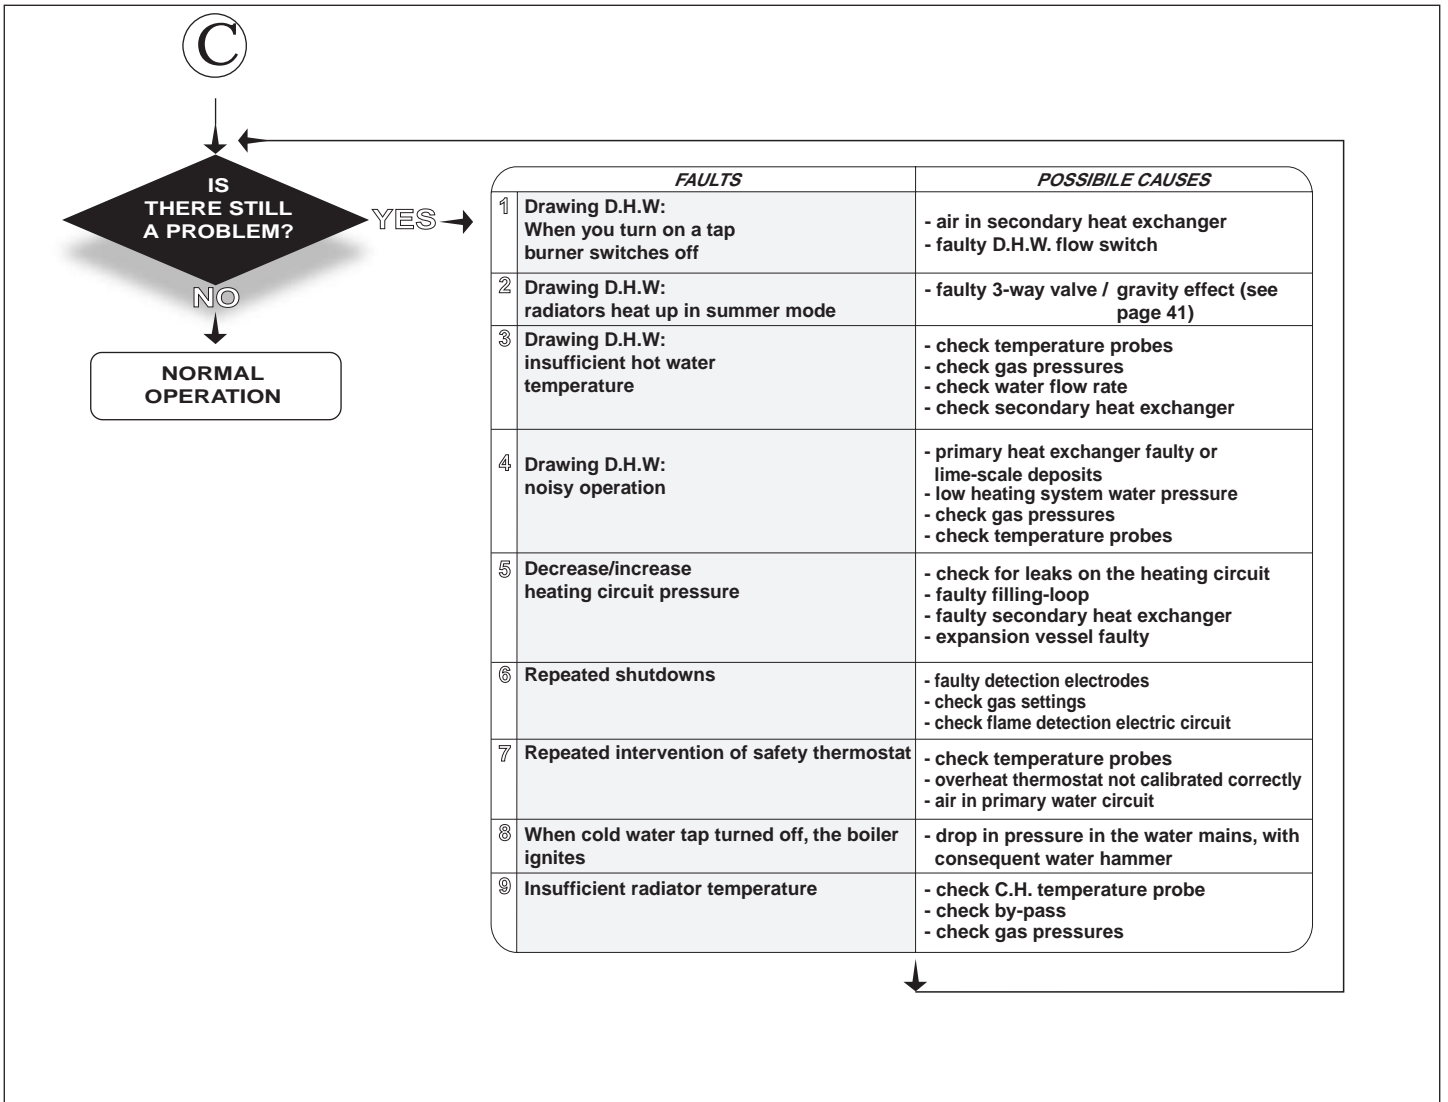 C
IS
THERE STILL
A PROBLEM?
YES
NO
NORMAL
OPERATION
FAULTS
POSSIBILE CAUSES
1
Drawing D.H.W:
When you turn on a tap
burner switches off
- air in secondary heat exchanger
- faulty D.H.W. flow switch
2
Drawing D.H.W:
radiators heat up in summer mode
- faulty 3-way valve / gravity effect (see
page 41)
3
Drawing D.H.W:
insufficient hot water
temperature
- check temperature probes
- check gas pressures
- check water flow rate
- check secondary heat exchanger
4
Drawing D.H.W:
noisy operation
- primary heat exchanger faulty or
lime-scale deposits
- low heating system water pressure
- check gas pressures
- check temperature probes
5
Decrease/increase
heating circuit pressure
- check for leaks on the heating circuit
- faulty filling-loop
- faulty secondary heat exchanger
- expansion vessel faulty
6
Repeated shutdowns
- faulty detection electrodes
- check gas settings
- check flame detection electric circuit
7
Repeated intervention of safety thermostat
- check temperature probes
- overheat thermostat not calibrated correctly
- air in primary water circuit
8
When cold water tap turned off, the boiler
ignites
- drop in pressure in the water mains, with
consequent water hammer
9
Insufficient radiator temperature
- check C.H. temperature probe
- check by-pass
- check gas pressures